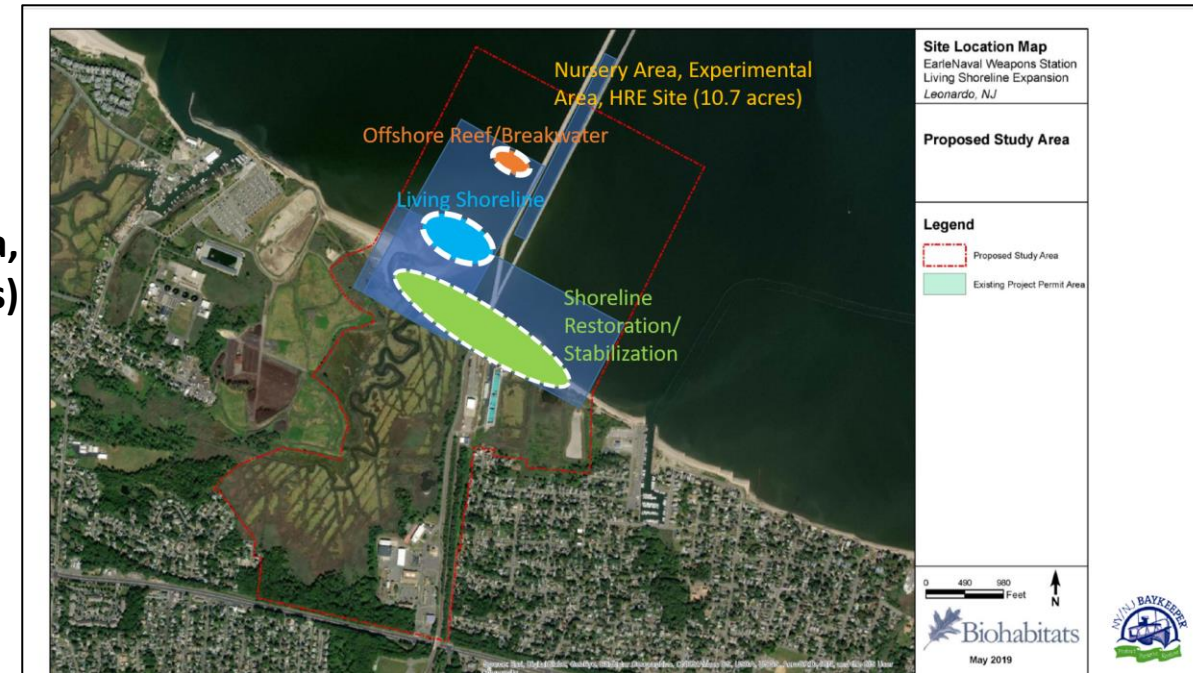 a,
s)
Nursery Area, Experimental
Area, HRE Site (10.7 acres)
Offshore Reef/Breakwater
Living Shoreline
Shoreline
Restoration/
Stabilization
Site Location Map
EarleNaval Weapons Station
Living Shoreline Expansion
Leonardo, NJ
Proposed Study Area
Legend
Proposed Study Area
Existing Project Permit Area
0 490 980
Feet
N
Biohabitats
May 2019
NY/NJ BAYKEEPER